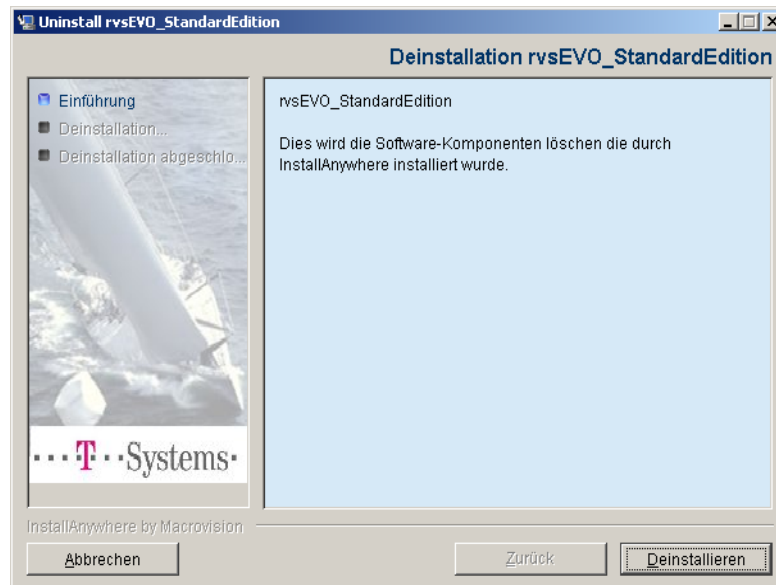 Uninstall rvsEVO_StandardEdition
Deinstallation rvsEVO_StandardEdition
Einführung
Deinstallation...
Deinstallation abgeschlo...
rvsEVO_StandardEdition
Dies wird die Software-Komponenten löschen die durch
InstallAnywhere installiert wurde.
· · · · T · · Systems ·
InstallAnywhere by Macrovision
Abbrechen
Zurück
Deinstallieren